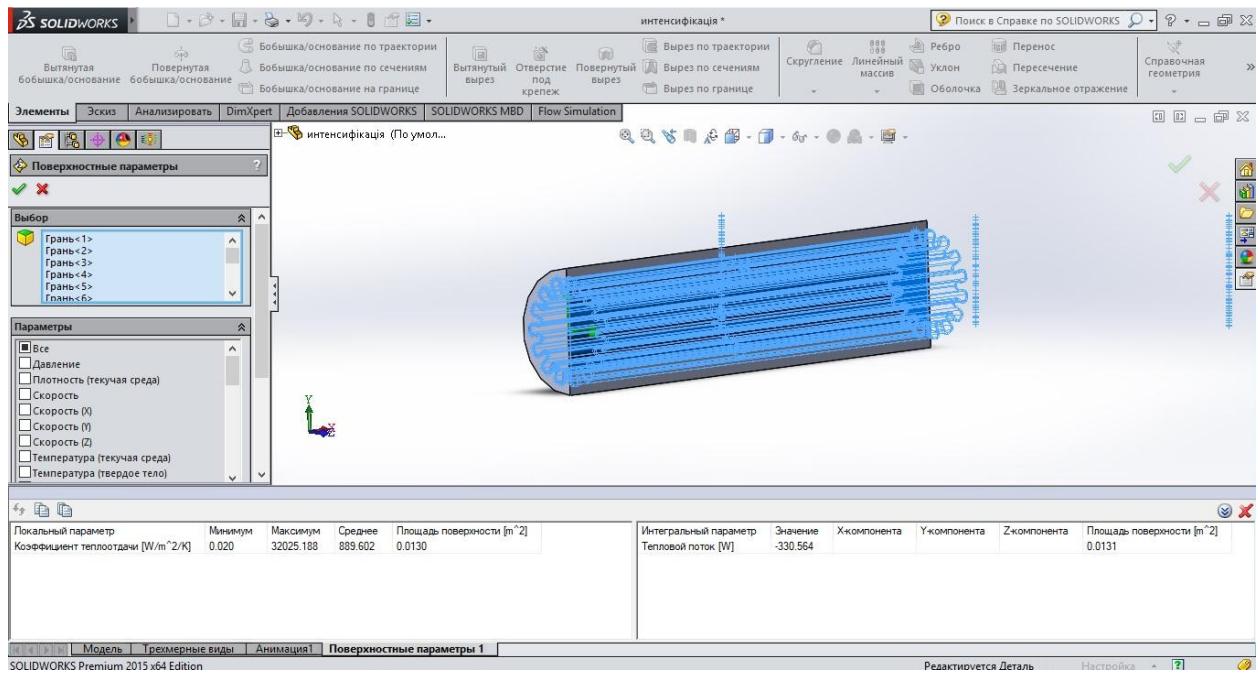 SOLIDWORKS
интенсифікація *
Поиск в Справке по SOLIDWORKS
Вытянутая бобышка/основание
Повернутая бобышка/основание
Бобышка/основание по траектории
Бобышка/основание по сечениям
Бобышка/основание на границе
Вытянутый вырез
Отверстие под крепеж
Повернутый вырез
Вырез по траектории
Вырез по сечениям
Вырез по границе
Скругление
Линейный массив
Ребро
Уклон
Оболочка
Перенос
Пересечение
Зеркальное отражение
Справочная геометрия
Элементы Эскиз Анализировать DimXpert Добавления SOLIDWORKS SOLIDWORKS MBD Flow Simulation
интенсифікація (По умол...
Поверхностные параметры ?
Выбор
Грань<1>
Грань<2>
Грань<3>
Грань<4>
Грань<5>
Грань<6>
Параметры
Все
Давление
Плотность (текучая среда)
Скорость
Скорость (X)
Скорость (Y)
Скорость (Z)
Температура (текучая среда)
Температура (твердое тело)
Y
X
Z
Локальный параметр Минимум Максимум Среднее Площадь поверхности [m^2]
Коэффициент теплоотдачи [W/m^2/K] 0.020 32025.188 889.602 0.0130
Интегральный параметр Значение X-компонента Y-компонента Z-компонента Площадь поверхности [m^2]
Тепловой поток [W] -330.564 0.0131
Модель Трехмерные виды Анимация1 Поверхностные параметры 1
SOLIDWORKS Premium 2015 x64 Edition Редактируется Деталь Настройка